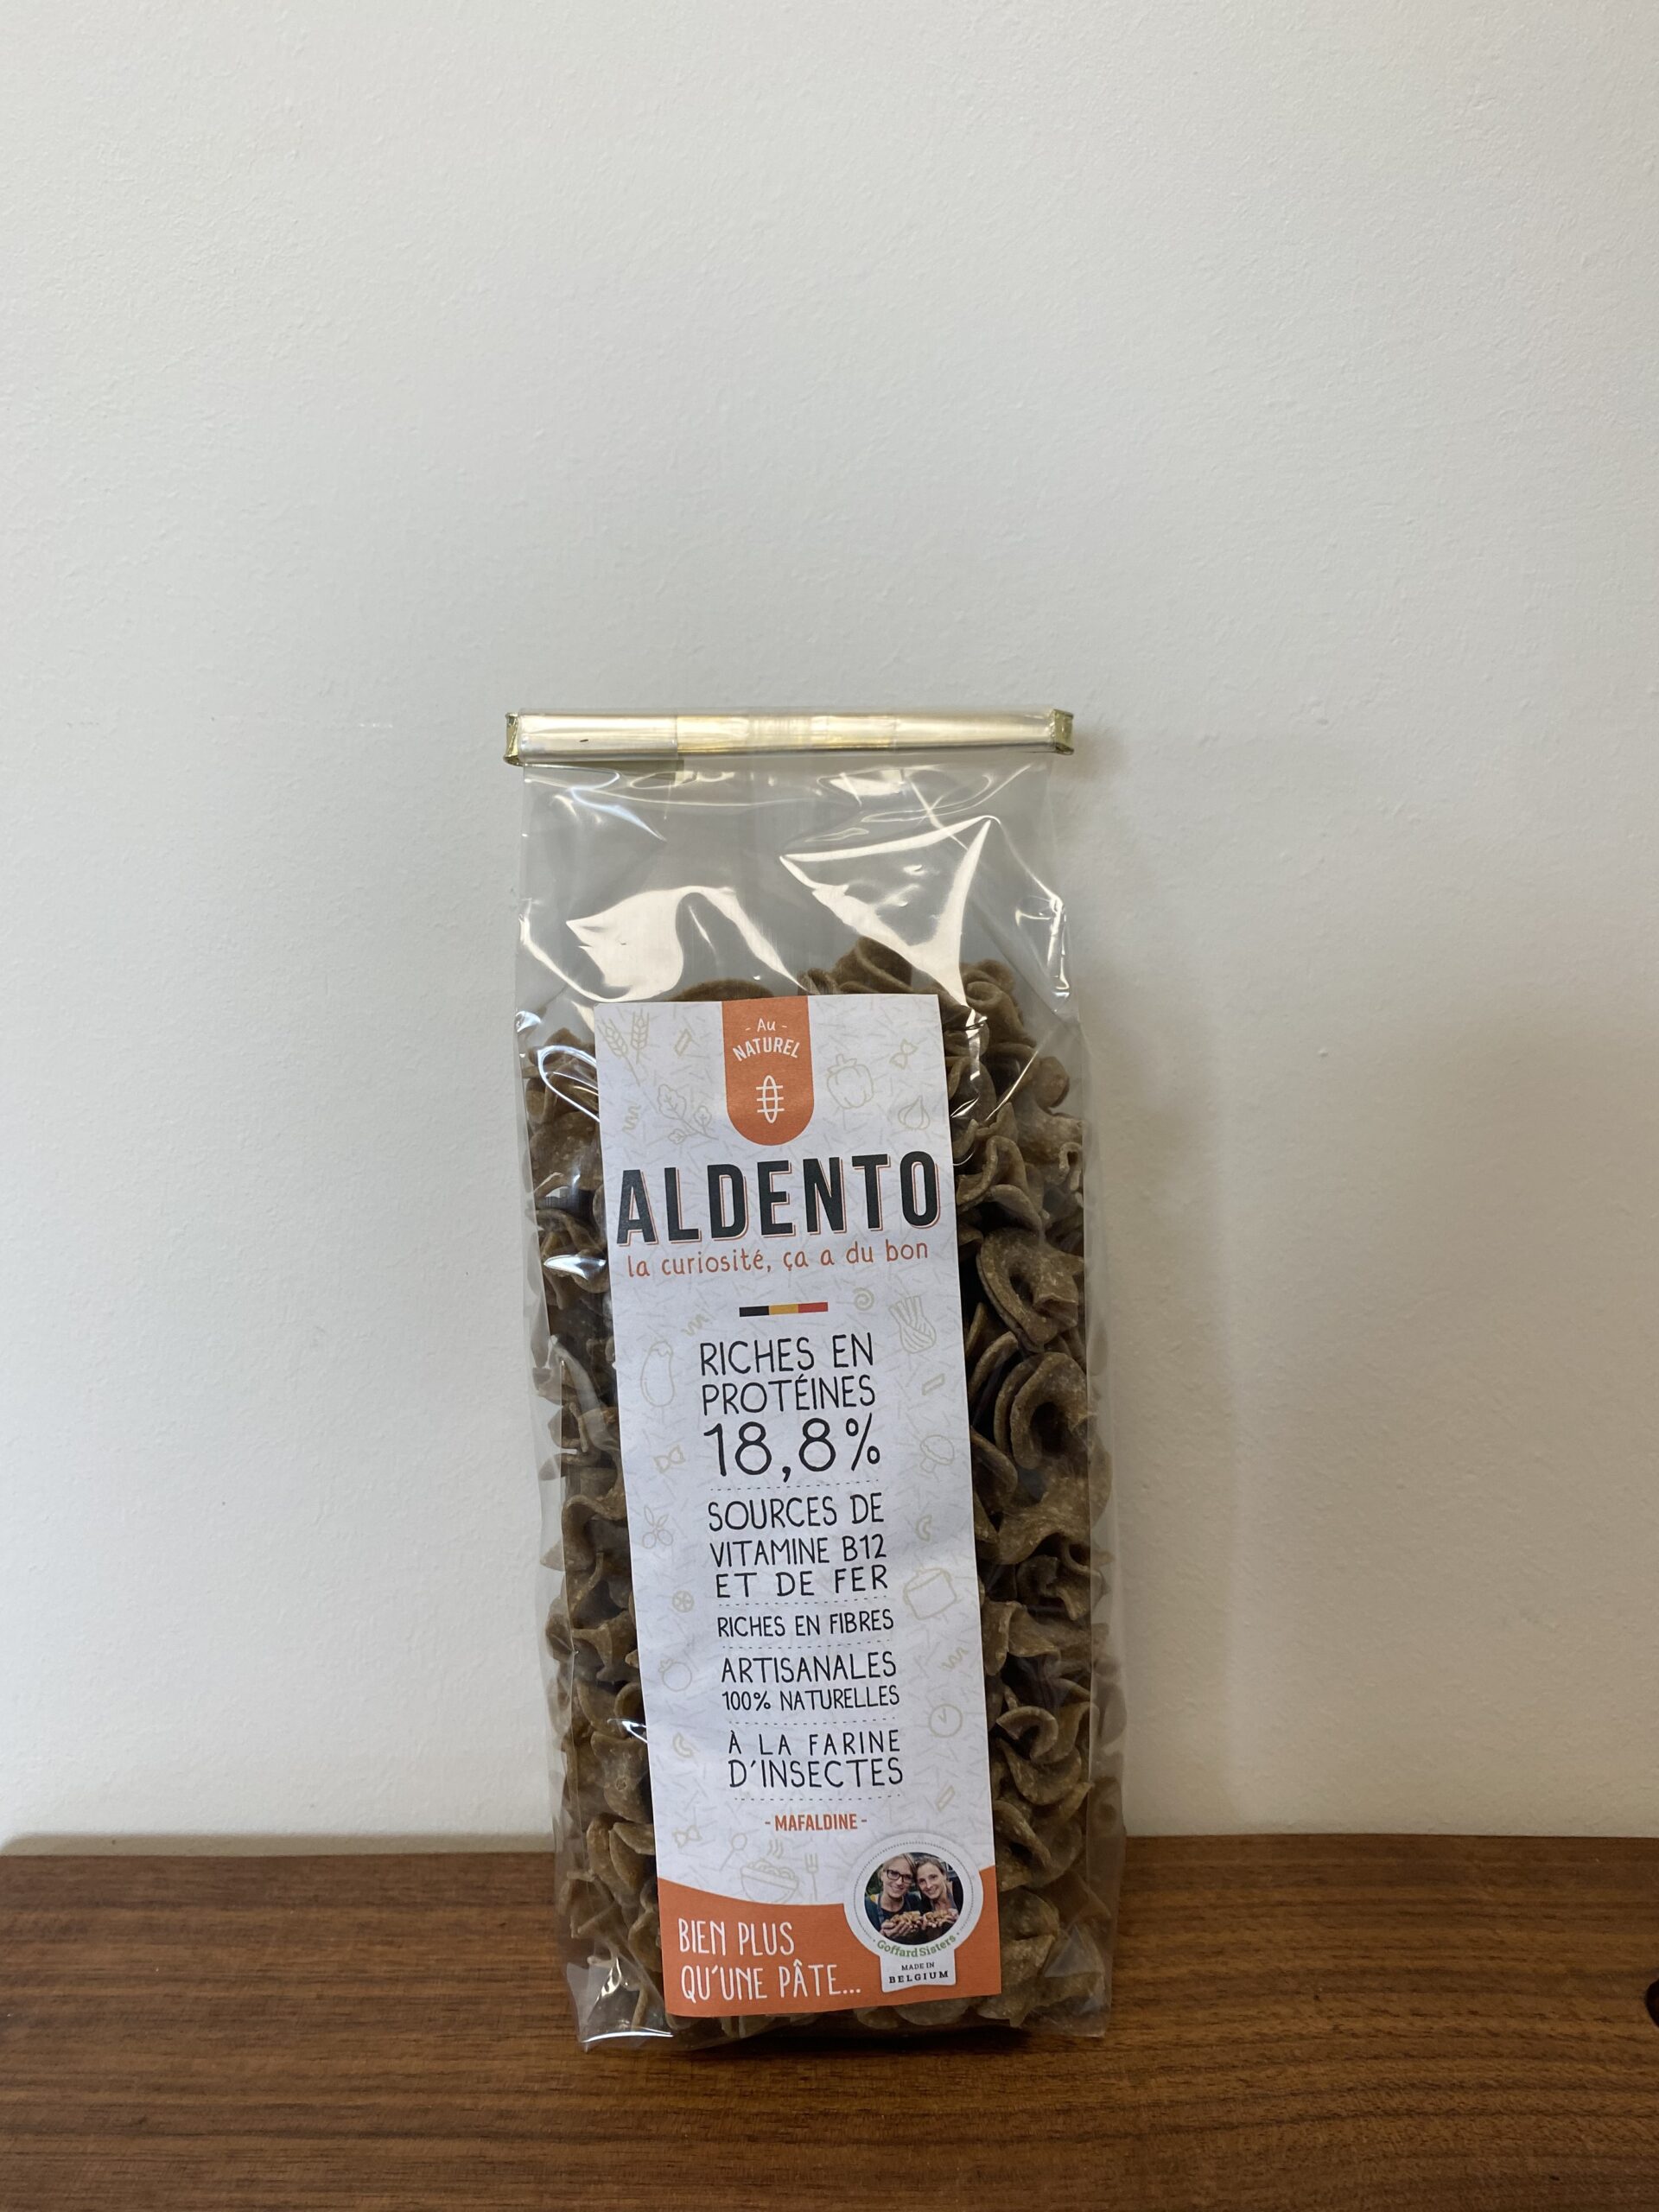 - Au -
NATUREL
ALDENTO
la curiosité, ça a du bon
RICHES EN
PROTÉINES
18,8%
SOURCES DE
VITAMINE B12
ET DE FER
RICHES EN FIBRES
ARTISANALES
100% NATURELLES
À LA FARINE
D'INSECTES
- MAFALDINE -
BIEN PLUS
QU'UNE PÂTE...
Goffard Sisters
MADE IN
BELGIUM